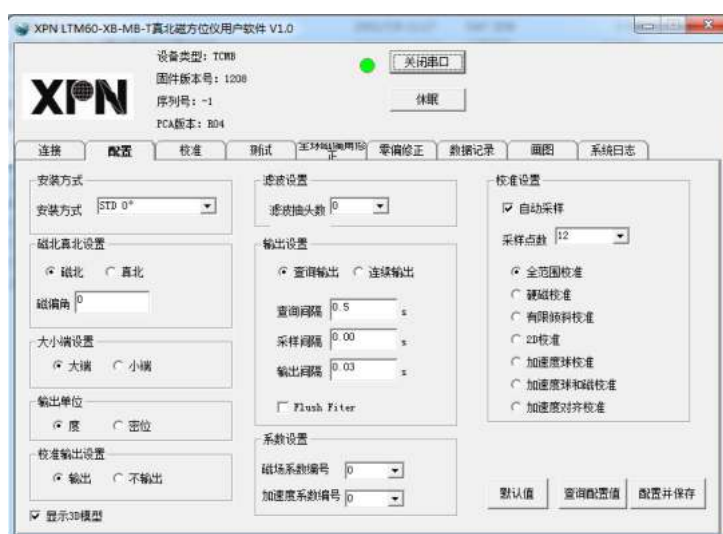 XPN LTM60-XB-MB-T真北磁方位仪用户软件 V1.0
设备类型: TCMB
固件版本号: 1208
序列号: -1
PCA版本: R04
XPN
关闭串口
休眠
连接 配置 校准 测试 零偏修正 数据记录 画图 系统日志
安装方式
安装方式 STD 0°
磁北真北设置
磁北 真北
磁偏角 0
大小端设置
大端 小端
输出单位
度 密位
校准输出设置
输出 不输出
显示3D模型
滤波设置
滤波抽头数 0
输出设置
查询输出 连续输出
查询间隔 0.5 s
采样间隔 0.00 s
输出间隔 0.03 s
Flush Fiter
系数设置
磁场系数编号 0
加速度系数编号 0
校准设置
自动采样
采样点数 12
全范围校准
硬磁校准
有限倾斜校准
2D校准
加速度球校准
加速度球和磁校准
加速度对齐校准
默认值 查询配置值 配置并保存